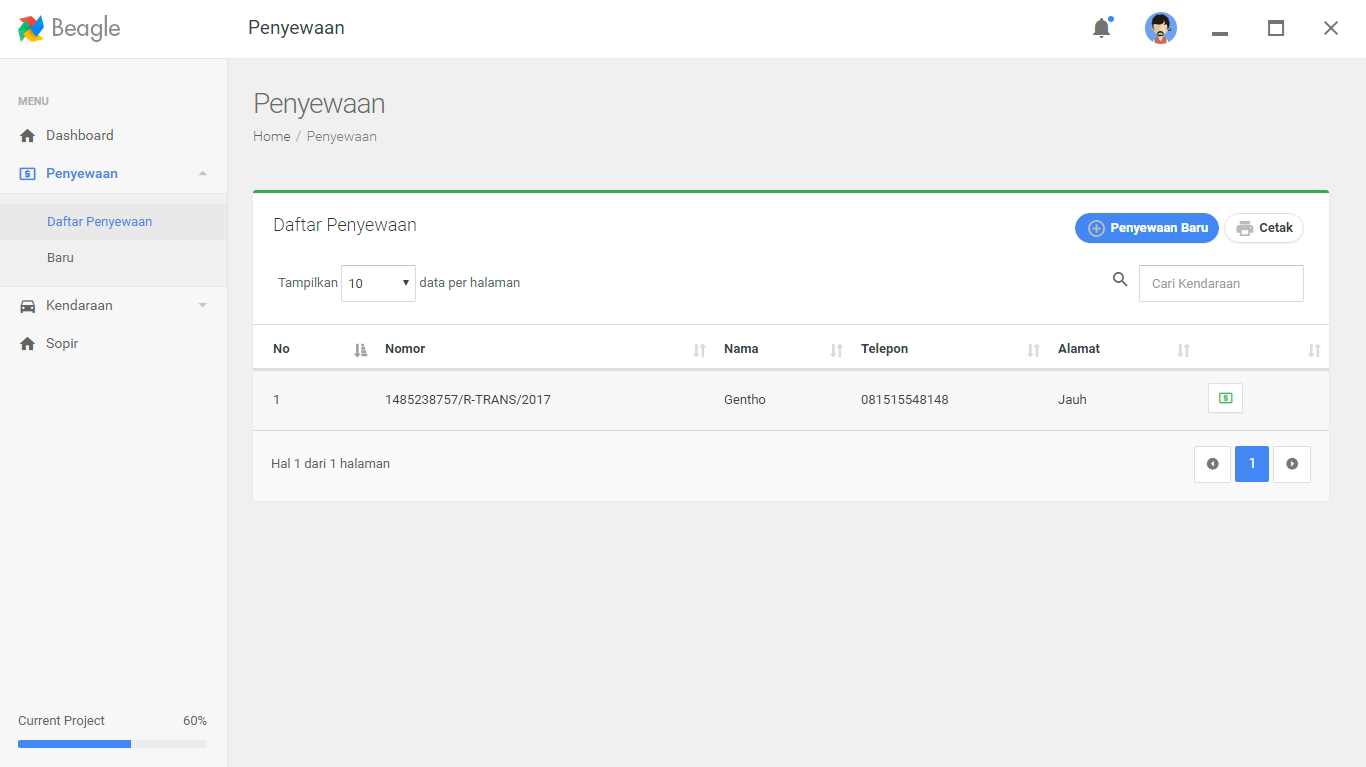 Beagle
Penyewaan
MENU
Dashboard
Penyewaan
Daftar Penyewaan
Baru
Kendaraan
Sopir
Current Project 60%
Penyewaan
Home / Penyewaan
Daftar Penyewaan
Penyewaan Baru Cetak
Tampilkan 10 data per halaman Cari Kendaraan
No Nomor Nama Telepon Alamat
1 1485238757/R-TRANS/2017 Gentho 081515548148 Jauh
Hal 1 dari 1 halaman 1